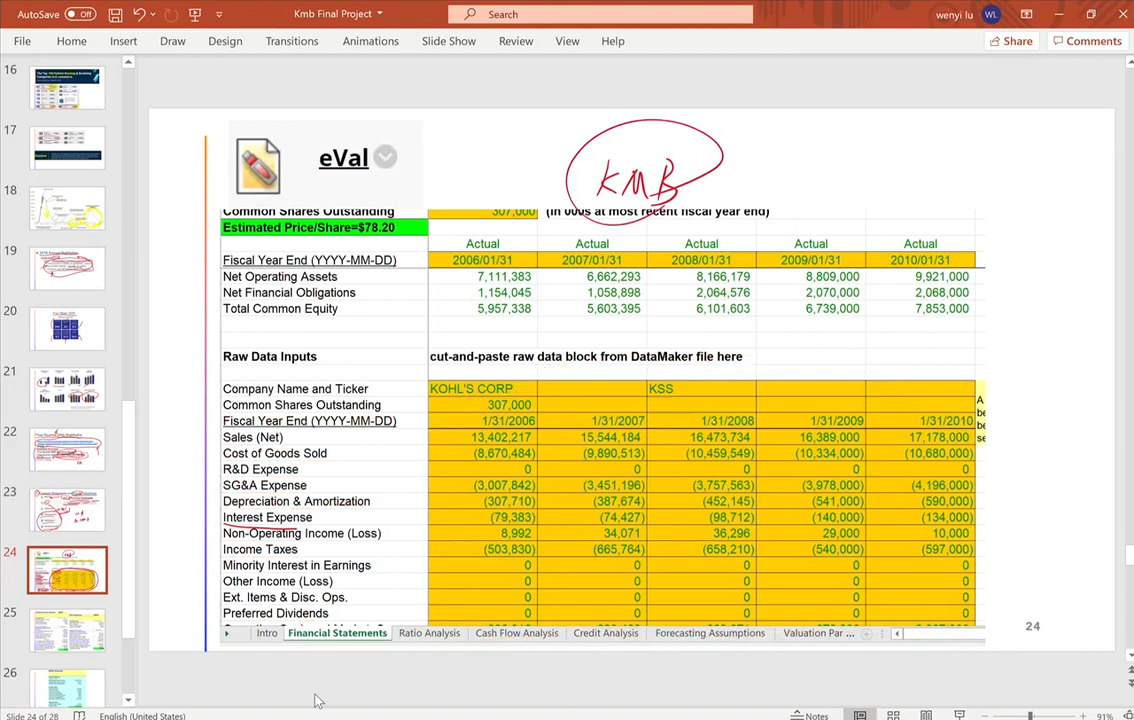 AutoSave Off Kmb Final Project Search wenyi lu WL
File Home Insert Draw Design Transitions Animations Slide Show Review View Help Share Comments
16
17
18
19
20
21
22
23
24
25
26
eVal
KMB
Common Shares Outstanding 307,000 (in 000s at most recent fiscal year end)
Estimated Price/Share=$78.20
Actual Actual Actual Actual Actual
Fiscal Year End (YYYY-MM-DD) 2006/01/31 2007/01/31 2008/01/31 2009/01/31 2010/01/31
Net Operating Assets 7,111,383 6,662,293 8,166,179 8,809,000 9,921,000
Net Financial Obligations 1,154,045 1,058,898 2,064,576 2,070,000 2,068,000
Total Common Equity 5,957,338 5,603,395 6,101,603 6,739,000 7,853,000
Raw Data Inputs cut-and-paste raw data block from DataMaker file here
Company Name and Ticker KOHL'S CORP KSS
Common Shares Outstanding 307,000
Fiscal Year End (YYYY-MM-DD) 1/31/2006 1/31/2007 1/31/2008 1/31/2009 1/31/2010
Sales (Net) 13,402,217 15,544,184 16,473,734 16,389,000 17,178,000
Cost of Goods Sold (8,670,484) (9,890,513) (10,459,549) (10,334,000) (10,680,000)
R&D Expense 0 0 0 0 0
SG&A Expense (3,007,842) (3,451,196) (3,757,563) (3,978,000) (4,196,000)
Depreciation & Amortization (307,710) (387,674) (452,145) (541,000) (590,000)
Interest Expense (79,383) (74,427) (98,712) (140,000) (134,000)
Non-Operating Income (Loss) 8,992 34,071 36,296 29,000 10,000
Income Taxes (503,830) (665,764) (658,210) (540,000) (597,000)
Minority Interest in Earnings 0 0 0 0 0
Other Income (Loss) 0 0 0 0 0
Ext. Items & Disc. Ops. 0 0 0 0 0
Preferred Dividends 0 0 0 0 0
A
be
be
se
Intro Financial Statements Ratio Analysis Cash Flow Analysis Credit Analysis Forecasting Assumptions Valuation Par ...
24
Slide 24 of 28 English (United States) Notes 91%